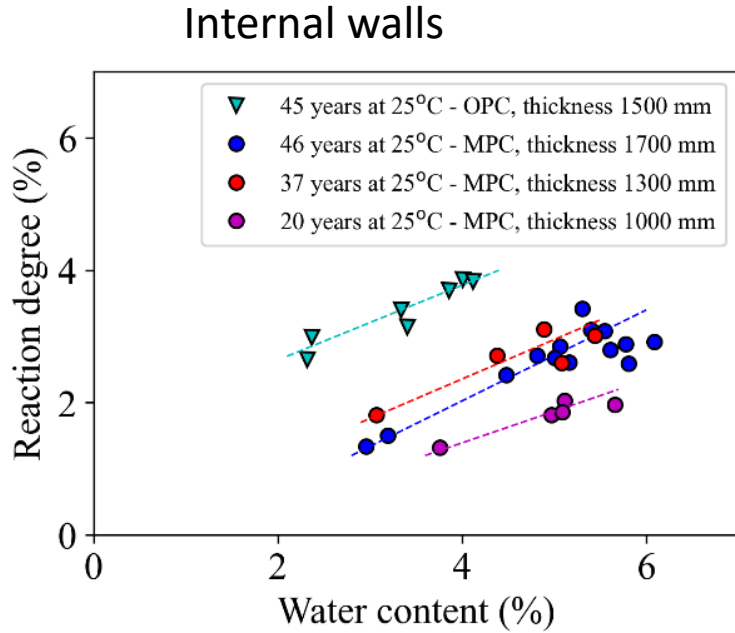 Internal walls
45 years at 25°C - OPC, thickness 1500 mm
46 years at 25°C - MPC, thickness 1700 mm
37 years at 25°C - MPC, thickness 1300 mm
20 years at 25°C - MPC, thickness 1000 mm
Reaction degree (%)
6
4
2
0
0
2
4
6
Water content (%)